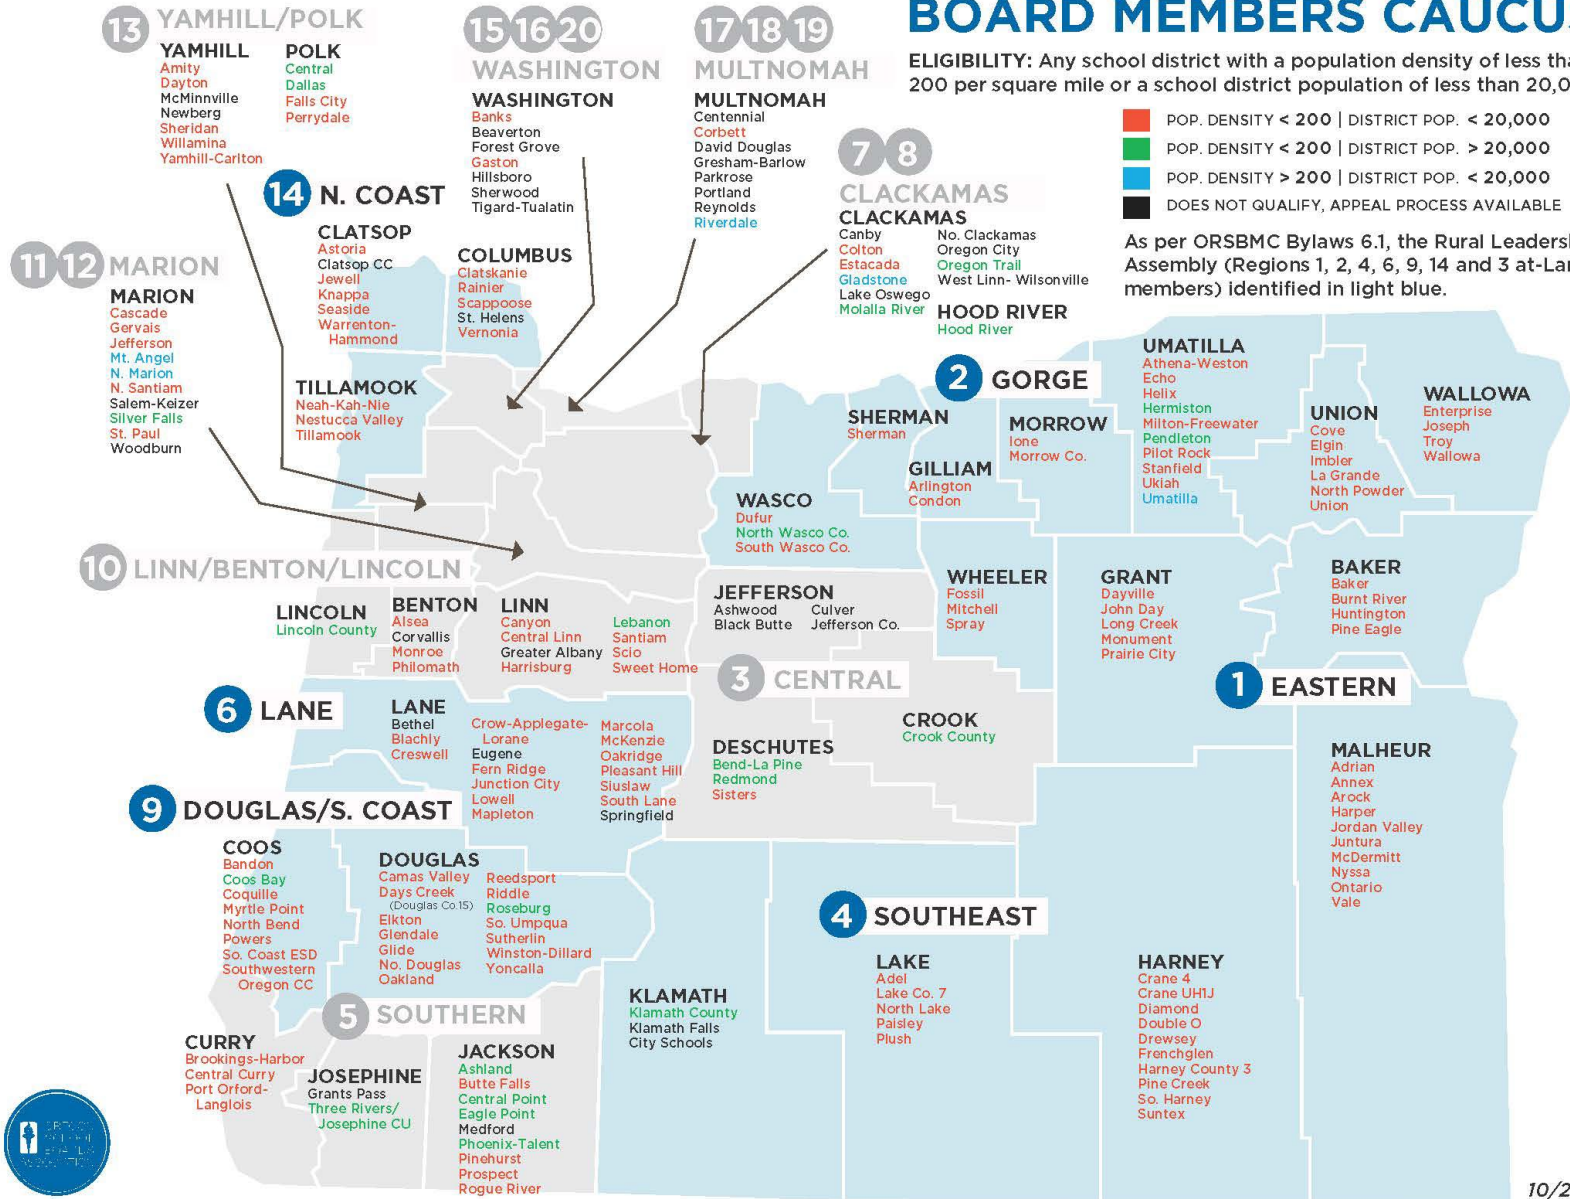 BOARD MEMBERS CAUCUS
ELIGIBILITY: Any school district with a population density of less tha
200 per square mile or a school district population of less than 20,0
POP. DENSITY < 200 | DISTRICT POP. < 20,000
POP. DENSITY < 200 | DISTRICT POP. > 20,000
POP. DENSITY > 200 | DISTRICT POP. < 20,000
DOES NOT QUALIFY, APPEAL PROCESS AVAILABLE
As per ORSBMC Bylaws 6.1, the Rural Leadersh
Assembly (Regions 1, 2, 4, 6, 9, 14 and 3 at-Lar
members) identified in light blue.
13 YAMHILL/POLK
YAMHILL
Amity
Dayton
McMinnville
Newberg
Sheridan
Willamina
Yamhill-Carlton
POLK
Central
Dallas
Falls City
Perrydale
15 16 20
WASHINGTON
WASHINGTON
Banks
Beaverton
Forest Grove
Gaston
Hillsboro
Sherwood
Tigard-Tualatin
17 18 19
MULTNOMAH
MULTNOMAH
Centennial
Corbett
David Douglas
Gresham-Barlow
Parkrose
Portland
Reynolds
Riverdale
7 8
CLACKAMAS
CLACKAMAS
Canby
Colton
Estacada
Gladstone
Lake Oswego
Molalla River
No. Clackamas
Oregon City
Oregon Trail
West Linn- Wilsonville
HOOD RIVER
Hood River
14 N. COAST
CLATSOP
Astoria
Clatsop CC
Jewell
Knappa
Seaside
Warrenton-
Hammond
COLUMBUS
Clatskanie
Rainier
Scappoose
St. Helens
Vernonia
TILLAMOOK
Neah-Kah-Nie
Nestucca Valley
Tillamook
11 12 MARION
MARION
Cascade
Gervais
Jefferson
Mt. Angel
N. Marion
N. Santiam
Salem-Keizer
Silver Falls
St. Paul
Woodburn
2 GORGE
SHERMAN
Sherman
GILLIAM
Arlington
Condon
MORROW
Ione
Morrow Co.
UMATILLA
Athena-Weston
Echo
Helix
Hermiston
Milton-Freewater
Pendleton
Pilot Rock
Stanfield
Ukiah
Umatilla
UNION
Cove
Elgin
Imbler
La Grande
North Powder
Union
WALLOWA
Enterprise
Joseph
Troy
Wallowa
WASCO
Dufur
North Wasco Co.
South Wasco Co.
10 LINN/BENTON/LINCOLN
LINCOLN
Lincoln County
BENTON
Alsea
Corvallis
Monroe
Philomath
LINN
Canyon
Central Linn
Greater Albany
Harrisburg
Lebanon
Santiam
Scio
Sweet Home
JEFFERSON
Ashwood
Black Butte
Culver
Jefferson Co.
WHEELER
Fossil
Mitchell
Spray
GRANT
Dayville
John Day
Long Creek
Monument
Prairie City
BAKER
Baker
Burnt River
Huntington
Pine Eagle
3 CENTRAL
CROOK
Crook County
DESCHUTES
Bend-La Pine
Redmond
Sisters
1 EASTERN
MALHEUR
Adrian
Annex
Arock
Harper
Jordan Valley
Juntura
McDermitt
Nyssa
Ontario
Vale
6 LANE
LANE
Bethel
Blachly
Creswell
Crow-Applegate-
Lorane
Eugene
Fern Ridge
Junction City
Lowell
Mapleton
Marcola
McKenzie
Oakridge
Pleasant Hill
Siuslaw
South Lane
Springfield
9 DOUGLAS/S. COAST
COOS
Bandon
Coos Bay
Coquille
Myrtle Point
North Bend
Powers
So. Coast ESD
Southwestern
Oregon CC
DOUGLAS
Camas Valley
Days Creek
(Douglas Co.15)
Elkton
Glendale
Glide
No. Douglas
Oakland
Reedsport
Riddle
Roseburg
So. Umpqua
Sutherlin
Winston-Dillard
Yoncalla
4 SOUTHEAST
LAKE
Adel
Lake Co. 7
North Lake
Paisley
Plush
HARNEY
Crane 4
Crane UH1J
Diamond
Double O
Drewsey
Frenchglen
Harney County 3
Pine Creek
So. Harney
Suntex
KLAMATH
Klamath County
Klamath Falls
City Schools
5 SOUTHERN
CURRY
Brookings-Harbor
Central Curry
Port Orford-
Langlois
JOSEPHINE
Grants Pass
Three Rivers/
Josephine CU
JACKSON
Ashland
Butte Falls
Central Point
Eagle Point
Medford
Phoenix-Talent
Pinehurst
Prospect
Rogue River
10/2